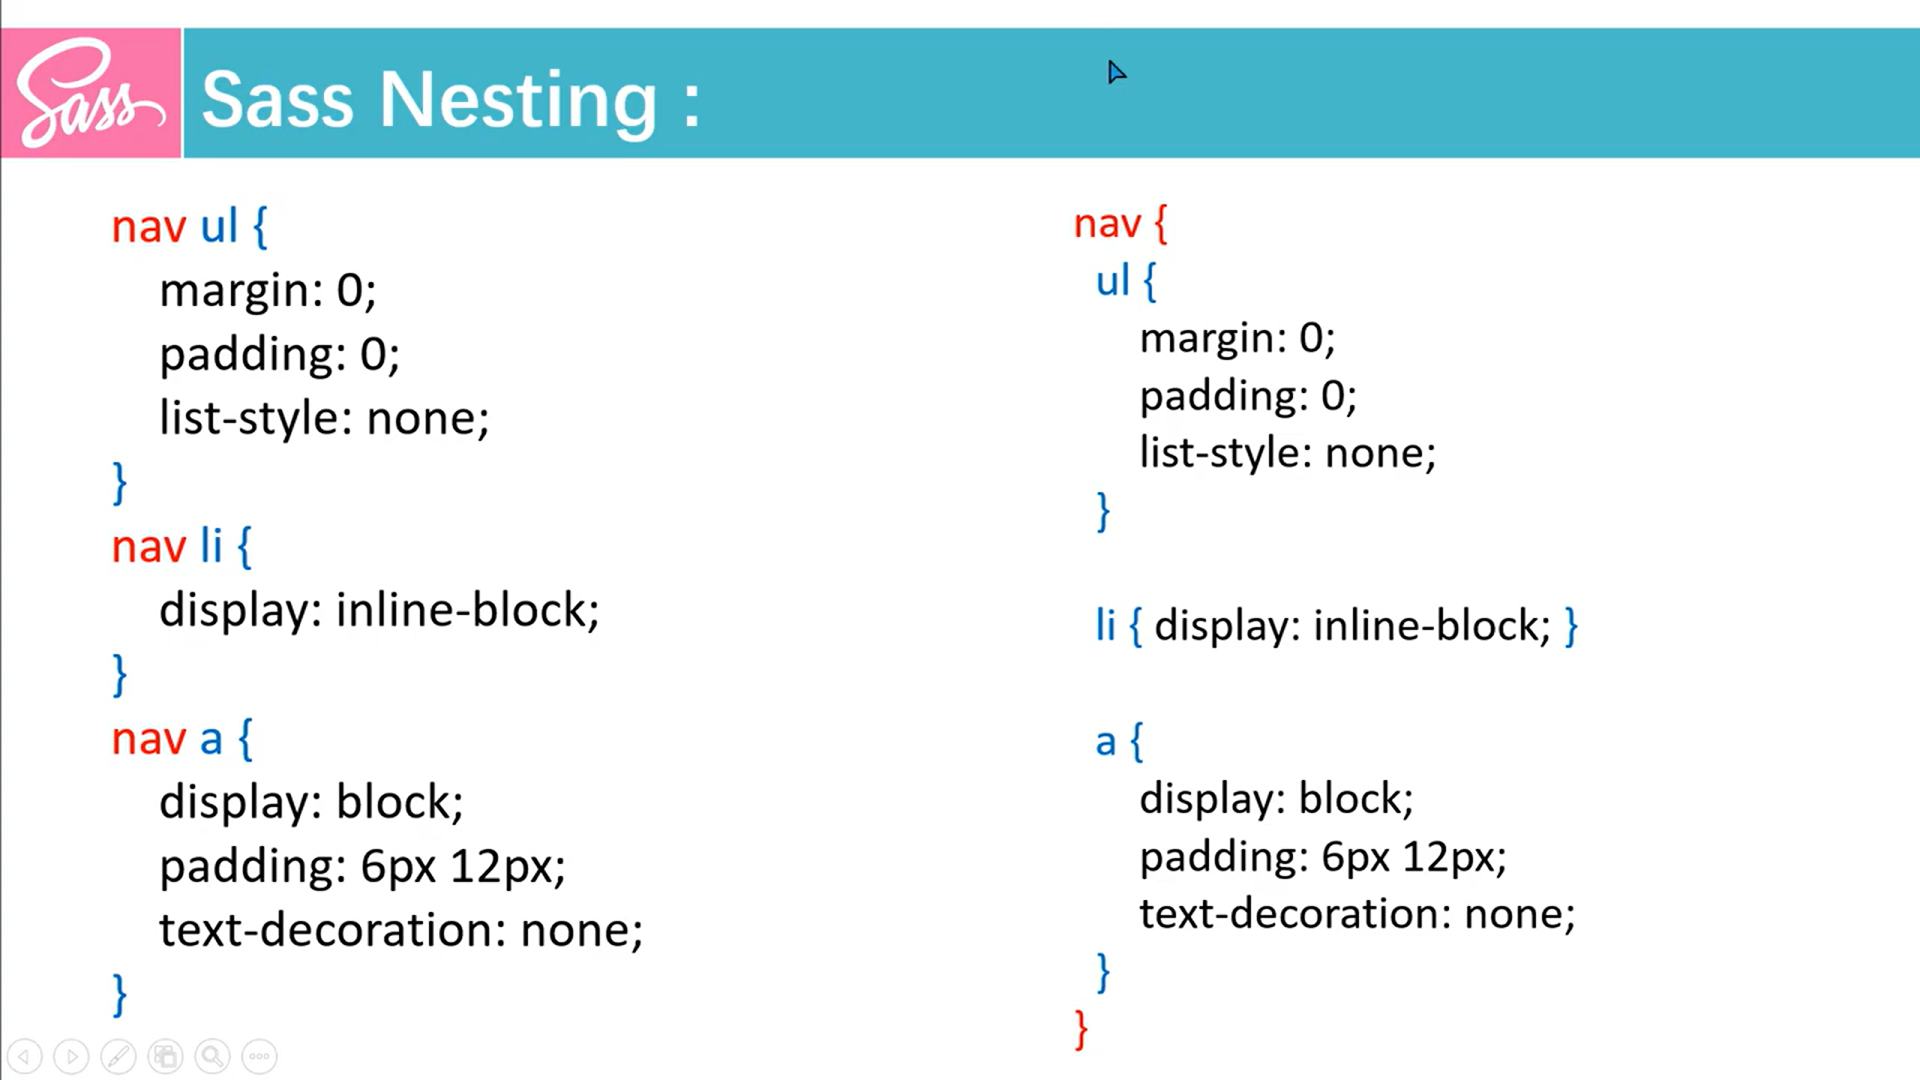 Sass
Sass Nesting :
nav ul {
margin: 0;
padding: 0;
list-style: none;
}
nav li {
display: inline-block;
}
nav a {
display: block;
padding: 6px 12px;
text-decoration: none;
}
nav {
ul {
margin: 0;
padding: 0;
list-style: none;
}
li { display: inline-block; }
a {
display: block;
padding: 6px 12px;
text-decoration: none;
}
}